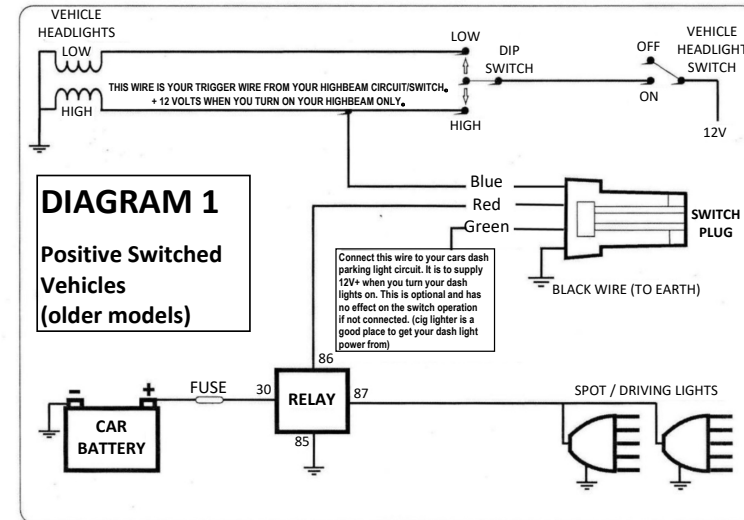 VEHICLE
HEADLIGHTS
LOW
HIGH
THIS WIRE IS YOUR TRIGGER WIRE FROM YOUR HIGHBEAM CIRCUIT/SWITCH.
+ 12 VOLTS WHEN YOU TURN ON YOUR HIGHBEAM ONLY.
LOW
HIGH
DIP
SWITCH
OFF
ON
VEHICLE
HEADLIGHT
SWITCH
12V
DIAGRAM 1
Positive Switched
Vehicles
(older models)
Blue
Red
Green
SWITCH
PLUG
BLACK WIRE (TO EARTH)
Connect this wire to your cars dash
parking light circuit. It is to supply
12V+ when you turn your dash
lights on. This is optional and has
no effect on the switch operation
if not connected. (cig lighter is a
good place to get your dash light
power from)
86
- +
CAR
BATTERY
FUSE
30
RELAY
87
85
SPOT / DRIVING LIGHTS